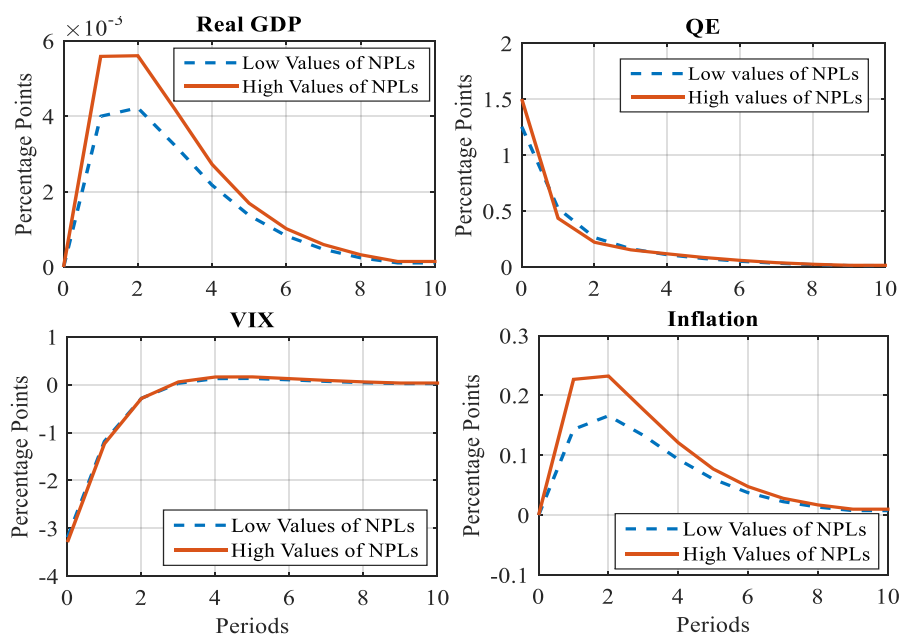 Real GDP
×10⁻³
Percentage Points
6
4
2
0
Low Values of NPLs
High Values of NPLs
0 2 4 6 8 10
QE
Percentage Points
2
1.5
1
0.5
0
Low values of NPLs
High values of NPLs
0 2 4 6 8 10
VIX
Percentage Points
1
0
-1
-2
-3
-4
Low Values of NPLs
High Values of NPLs
0 2 4 6 8 10
Periods
Inflation
Percentage Points
0.3
0.2
0.1
0
-0.1
Low Values of NPLs
High Values of NPLs
0 2 4 6 8 10
Periods